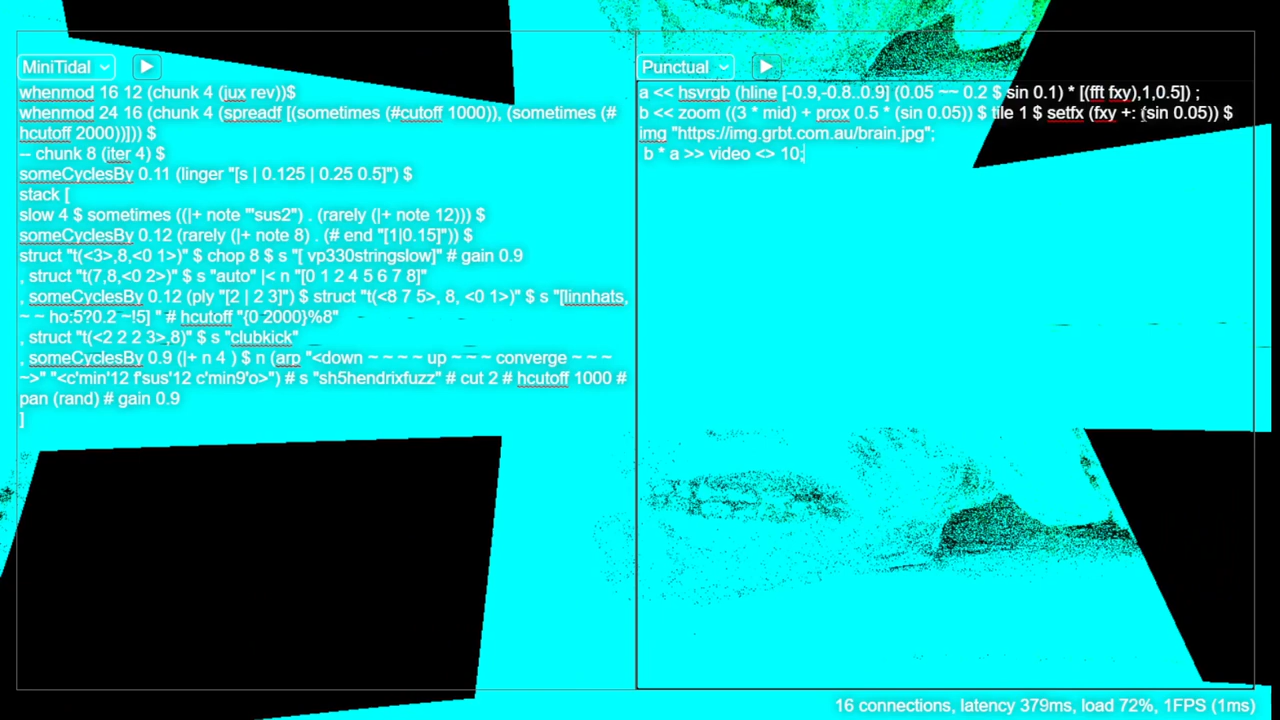 MiniTidal
whenmod 16 12 (chunk 4 (jux rev))$
whenmod 24 16 (chunk 4 (spreadf [(sometimes (#cutoff 1000)), (sometimes (#
hcutoff 2000))])) $
-- chunk 8 (iter 4) $
someCyclesBy 0.11 (linger "[s | 0.125 | 0.25 0.5]") $
stack [
slow 4 $ sometimes ((|+ note "'sus2") . (rarely (|+ note 12))) $
someCyclesBy 0.12 (rarely (|+ note 8) . (# end "[1|0.15]")) $
struct "t(<3>,8,<0 1>)" $ chop 8 $ s "[ vp330stringslow]" # gain 0.9
, struct "t(7,8,<0 2>)" $ s "auto" |< n "[0 1 2 4 5 6 7 8]"
, someCyclesBy 0.12 (ply "[2 | 2 3]") $ struct "t(<8 7 5>, 8, <0 1>)" $ s "[linnhats,
~ ~ ho:5?0.2 ~!5] " # hcutoff "{0 2000}%8"
, struct "t(<2 2 2 3>,8)" $ s "clubkick"
, someCyclesBy 0.9 (|+ n 4 ) $ n (arp "<down ~ ~ ~ ~ up ~ ~ ~ converge ~ ~ ~
~>" "<c'min'12 f'sus'12 c'min9'o>") # s "sh5hendrixfuzz" # cut 2 # hcutoff 1000 #
pan (rand) # gain 0.9
]
Punctual
a << hsvrgb (hline [-0.9,-0.8..0.9] (0.05 ~~ 0.2 $ sin 0.1) * [(fft fxy),1,0.5]) ;
b << zoom ((3 * mid) + prox 0.5 * (sin 0.05)) $ tile 1 $ setfx (fxy +: (sin 0.05)) $
img "https://img.grbt.com.au/brain.jpg";
b * a >> video <> 10;
16 connections, latency 379ms, load 72%, 1FPS (1ms)